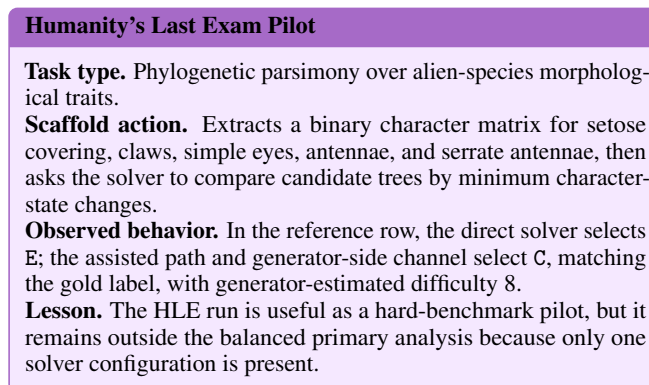 Humanity's Last Exam Pilot
Task type. Phylogenetic parsimony over alien-species morpholog-
ical traits.
Scaffold action. Extracts a binary character matrix for setose
covering, claws, simple eyes, antennae, and serrate antennae, then
asks the solver to compare candidate trees by minimum character-
state changes.
Observed behavior. In the reference row, the direct solver selects
E; the assisted path and generator-side channel select C, matching
the gold label, with generator-estimated difficulty 8.
Lesson. The HLE run is useful as a hard-benchmark pilot, but it
remains outside the balanced primary analysis because only one
solver configuration is present.